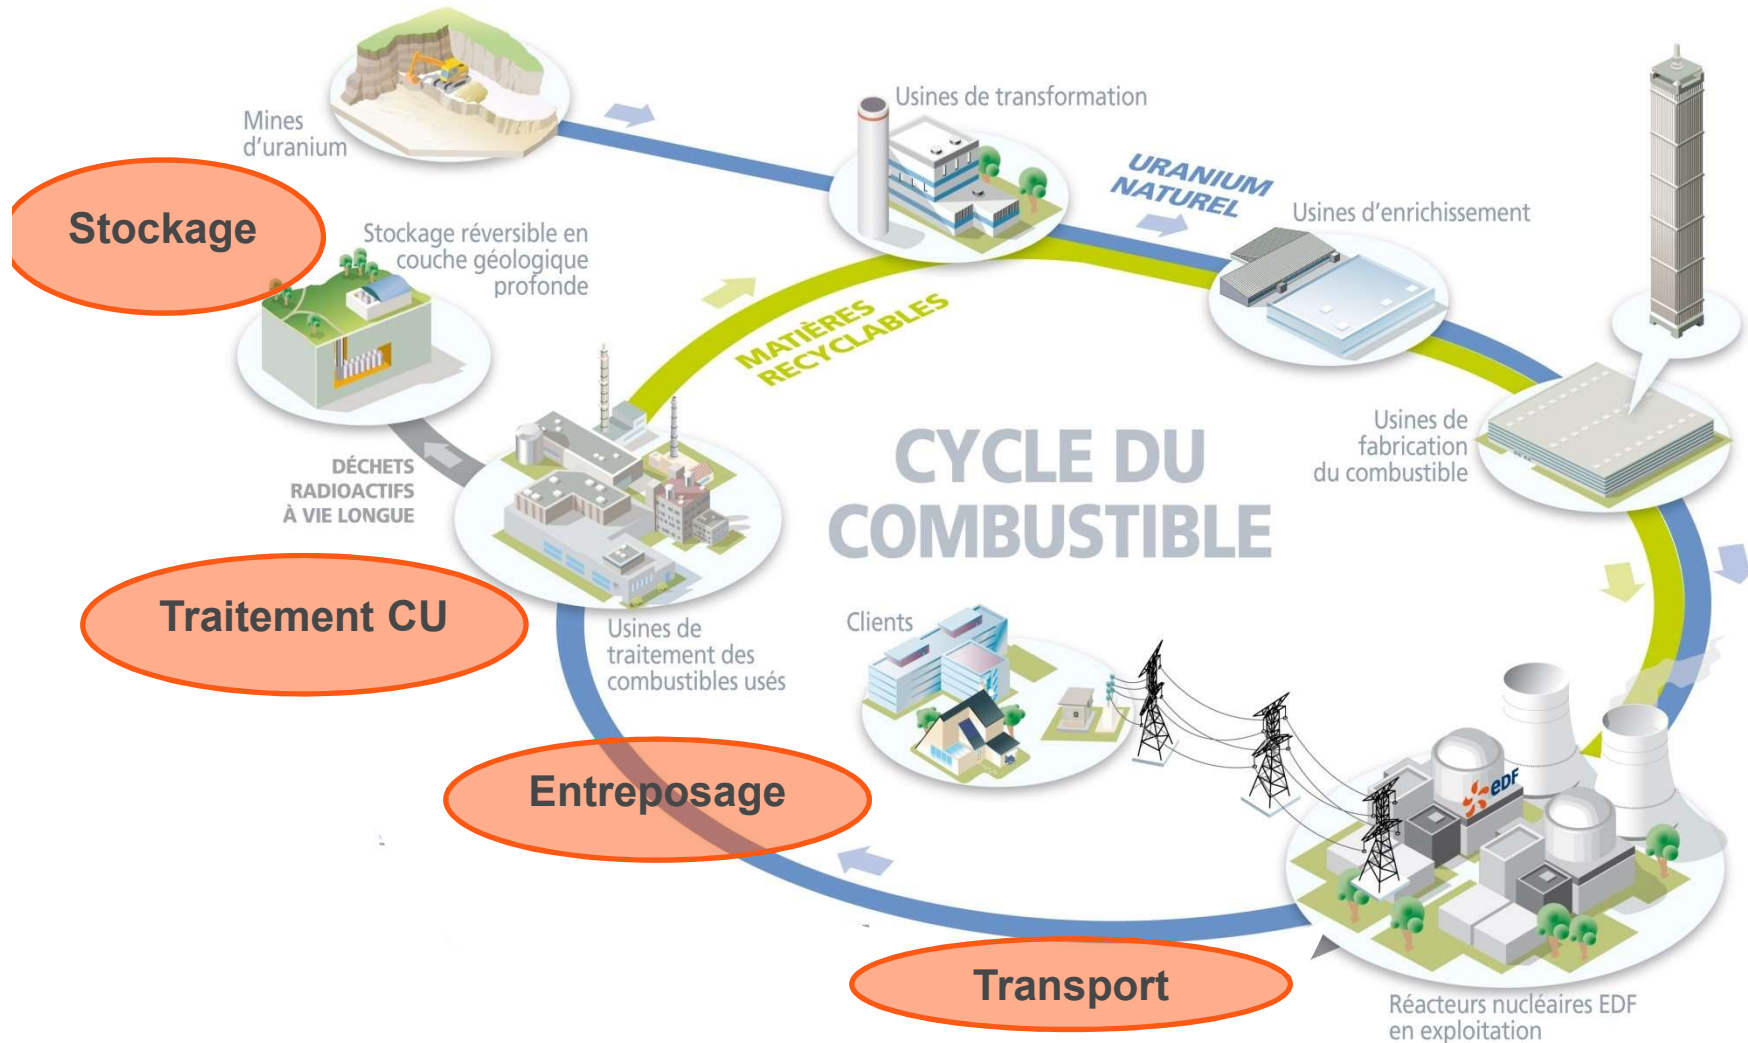 Mines
d'uranium
Usines de transformation
URANIUM
NATUREL
Usines d'enrichissement
Stockage
Stockage réversible en
couche géologique
profonde
MATIÈRES
RECYCLABLES
DÉCHETS
RADIOACTIFS
À VIE LONGUE
CYCLE DU
COMBUSTIBLE
Usines de
fabrication
du combustible
Traitement CU
Usines de
traitement des
combustibles usés
Clients
Entreposage
eDF
Transport
Réacteurs nucléaires EDF
en exploitation